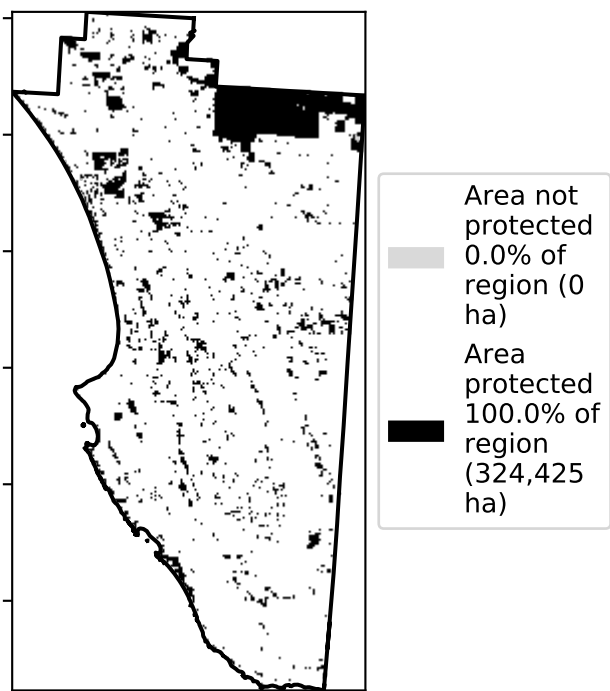 Area not
protected
0.0% of
region (0
ha)
Area
protected
100.0% of
region
(324,425
ha)